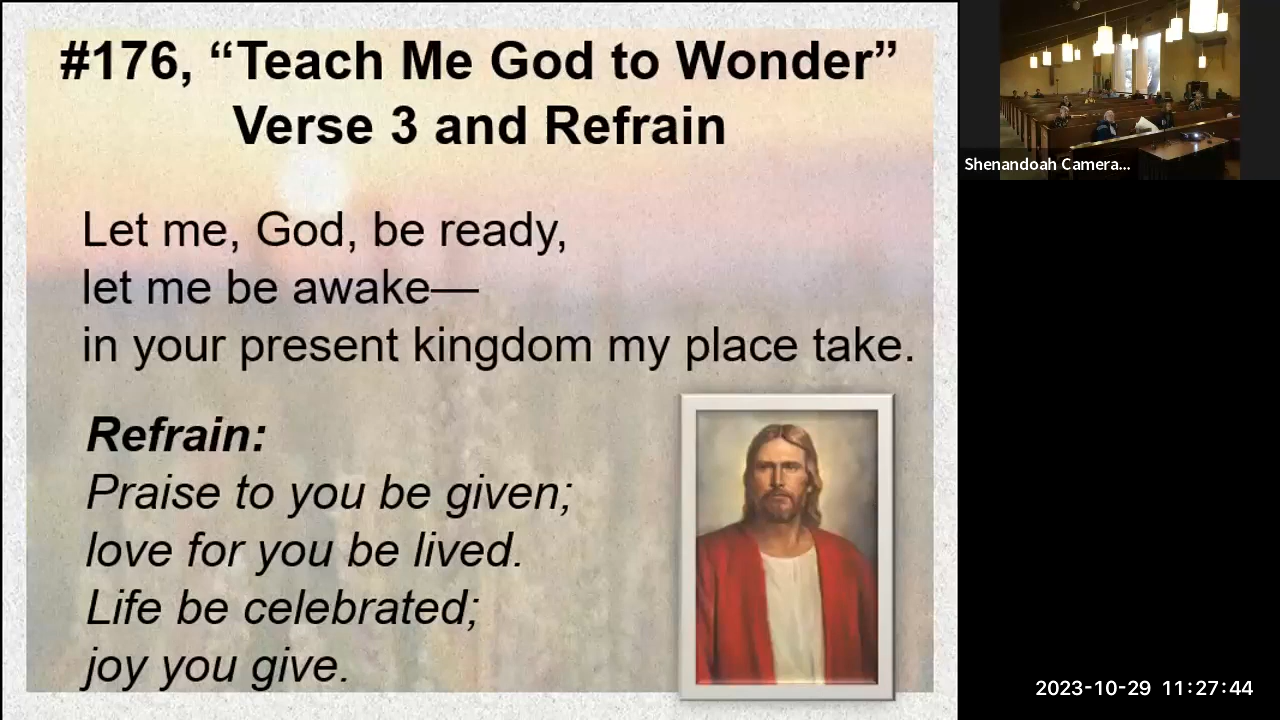 #176, “Teach Me God to Wonder”
Verse 3 and Refrain
Let me, God, be ready,
let me be awake—
in your present kingdom my place take.
Refrain:
Praise to you be given;
love for you be lived.
Life be celebrated;
joy you give.
Shenandoah Camera...
2023-10-29 11:27:44